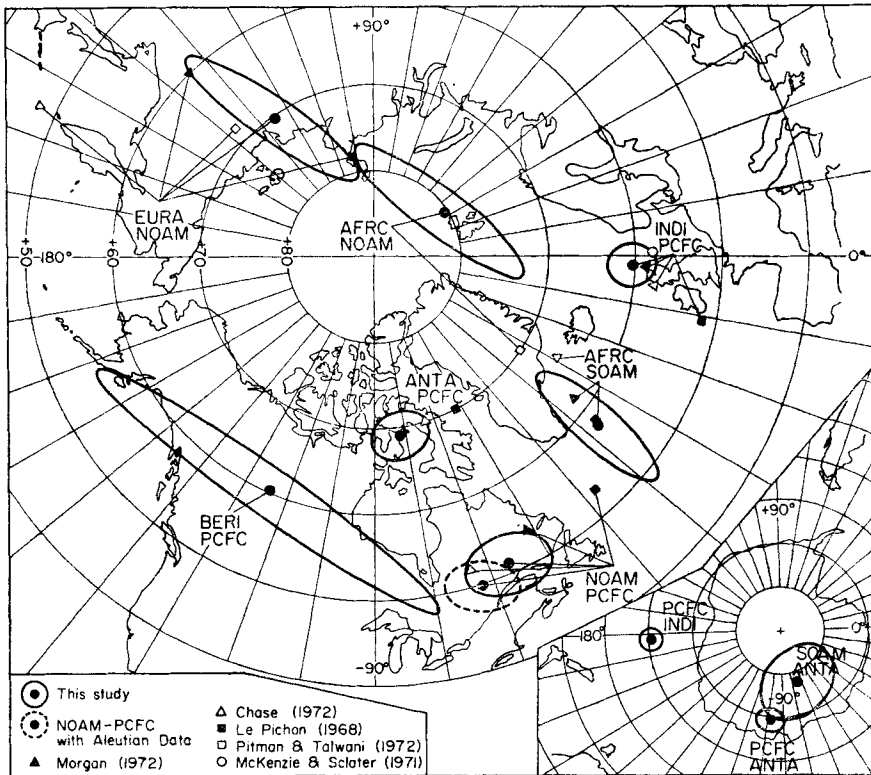 +90°
EURA
NOAM
AFRC
NOAM
INDI
PCFC
+50
180°
+60
+70
+80
0°
AFRC
SOAM
ANTA
PCFC
BERI
PCFC
NOAM
PCFC
-90°
+90°
PCFC
INDI
180°
0°
SOAM
ANTA
-90°
PCFC
ANTA
This study
NOAM-PCFC
with Aleutian Data
Morgan (1972)
Chase (1972)
Le Pichon (1968)
Pitman & Talwani (1972)
McKenzie & Sclater (1971)